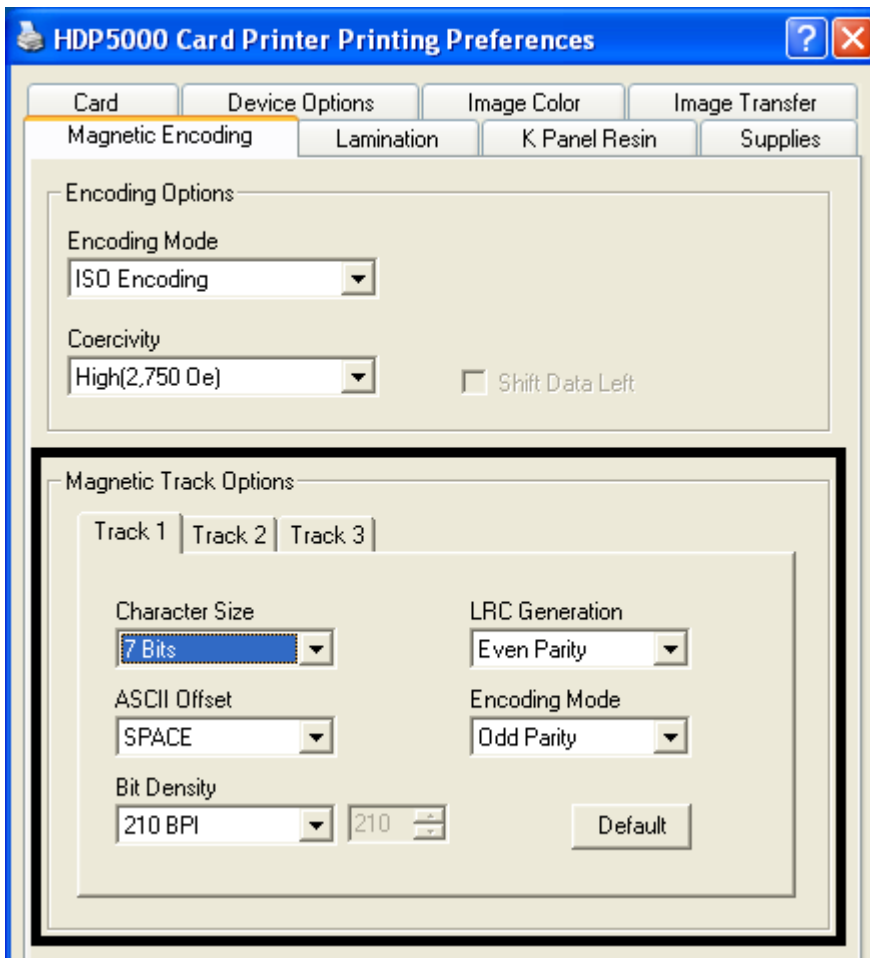 HDP5000 Card Printer Printing Preferences
Card Device Options Image Color Image Transfer
Magnetic Encoding Lamination K Panel Resin Supplies
Encoding Options
Encoding Mode
ISO Encoding
Coercivity
High(2,750 Oe) Shift Data Left
Magnetic Track Options
Track 1 Track 2 Track 3
Character Size LRC Generation
7 Bits Even Parity
ASCII Offset Encoding Mode
SPACE Odd Parity
Bit Density
210 BPI 210 Default